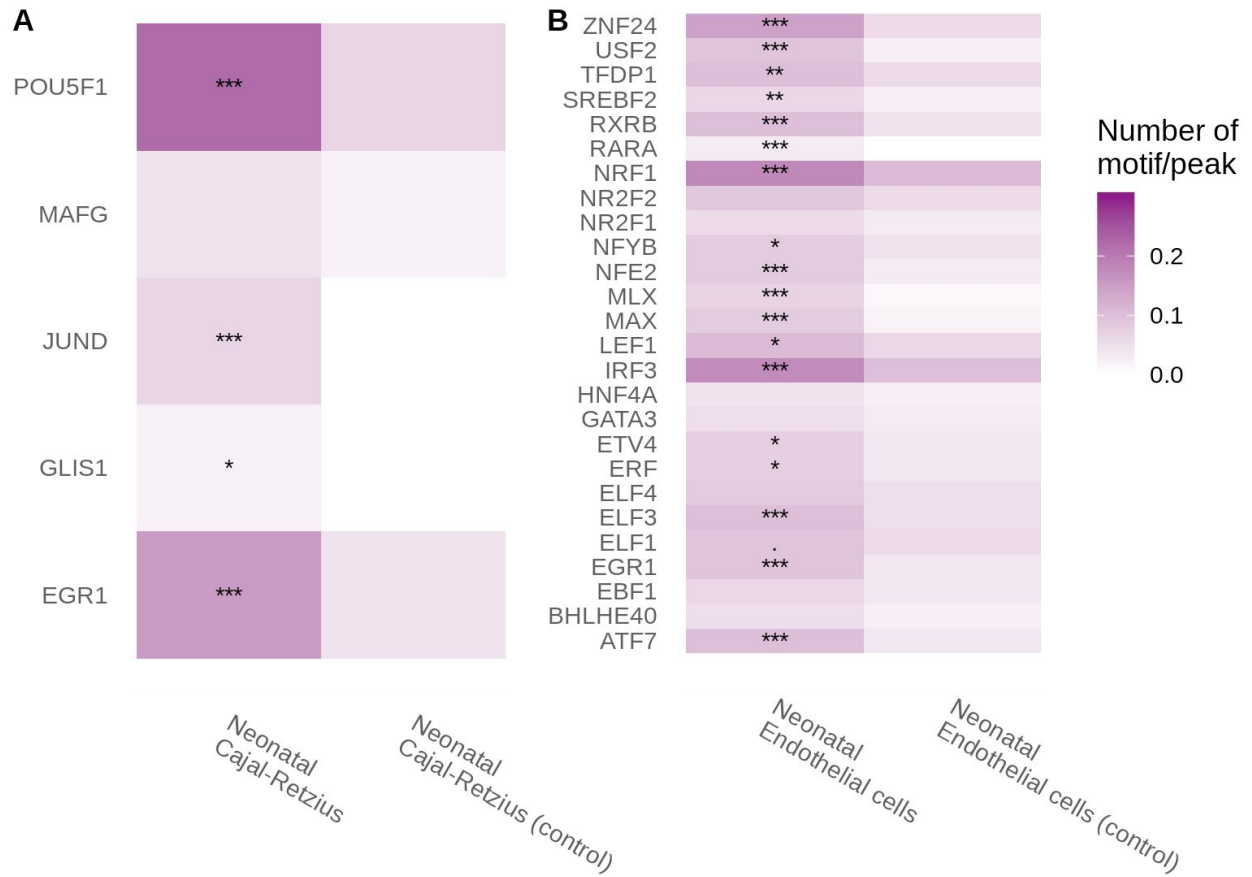 A
POU5F1
***
MAFG
JUND
***
GLIS1
*
EGR1
***
Neonatal
Cajal-Retzius
Neonatal
Cajal-Retzius (control)
B
ZNF24
***
USF2
***
TFDP1
**
SREBF2
**
RXRB
***
RARA
***
NRF1
***
NR2F2
NR2F1
NFYB
*
NFE2
***
MLX
***
MAX
***
LEF1
*
IRF3
***
HNF4A
GATA3
ETV4
*
ERF
*
ELF4
ELF3
***
ELF1
.
EGR1
***
EBF1
BHLHE40
ATF7
***
Neonatal
Endothelial cells
Neonatal
Endothelial cells (control)
Number of
motif/peak
0.2
0.1
0.0